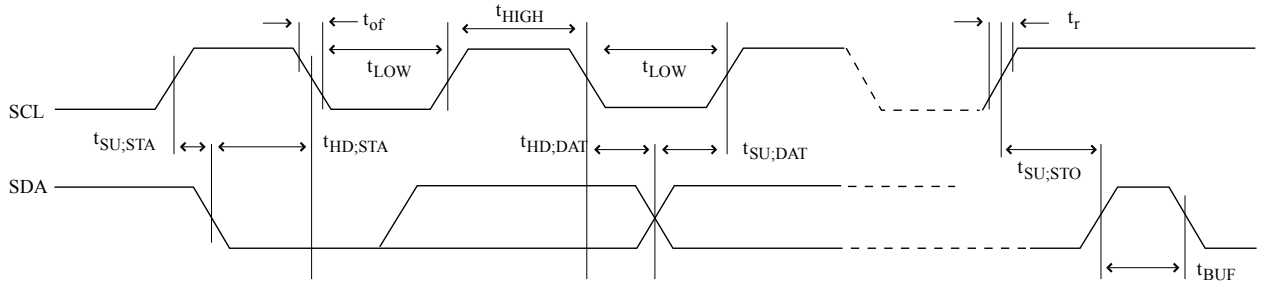 t_of
t_HIGH
t_r
t_LOW
t_LOW
SCL
t_SU;STA
t_HD;STA
t_HD;DAT
t_SU;DAT
t_SU;STO
SDA
t_BUF